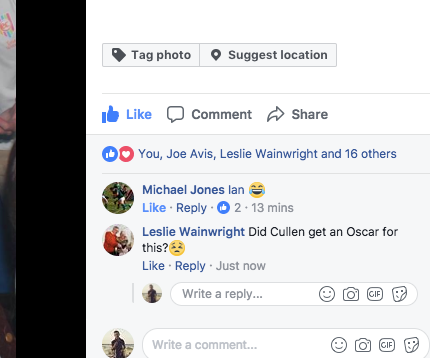 Tag photo Suggest location
Like Comment Share
You, Joe Avis, Leslie Wainwright and 16 others
Michael Jones Ian 😂
Like · Reply · 2 · 13 mins
Leslie Wainwright Did Cullen get an Oscar for
this?😣
Like · Reply · Just now
Write a reply...
GIF
Write a comment...
GIF